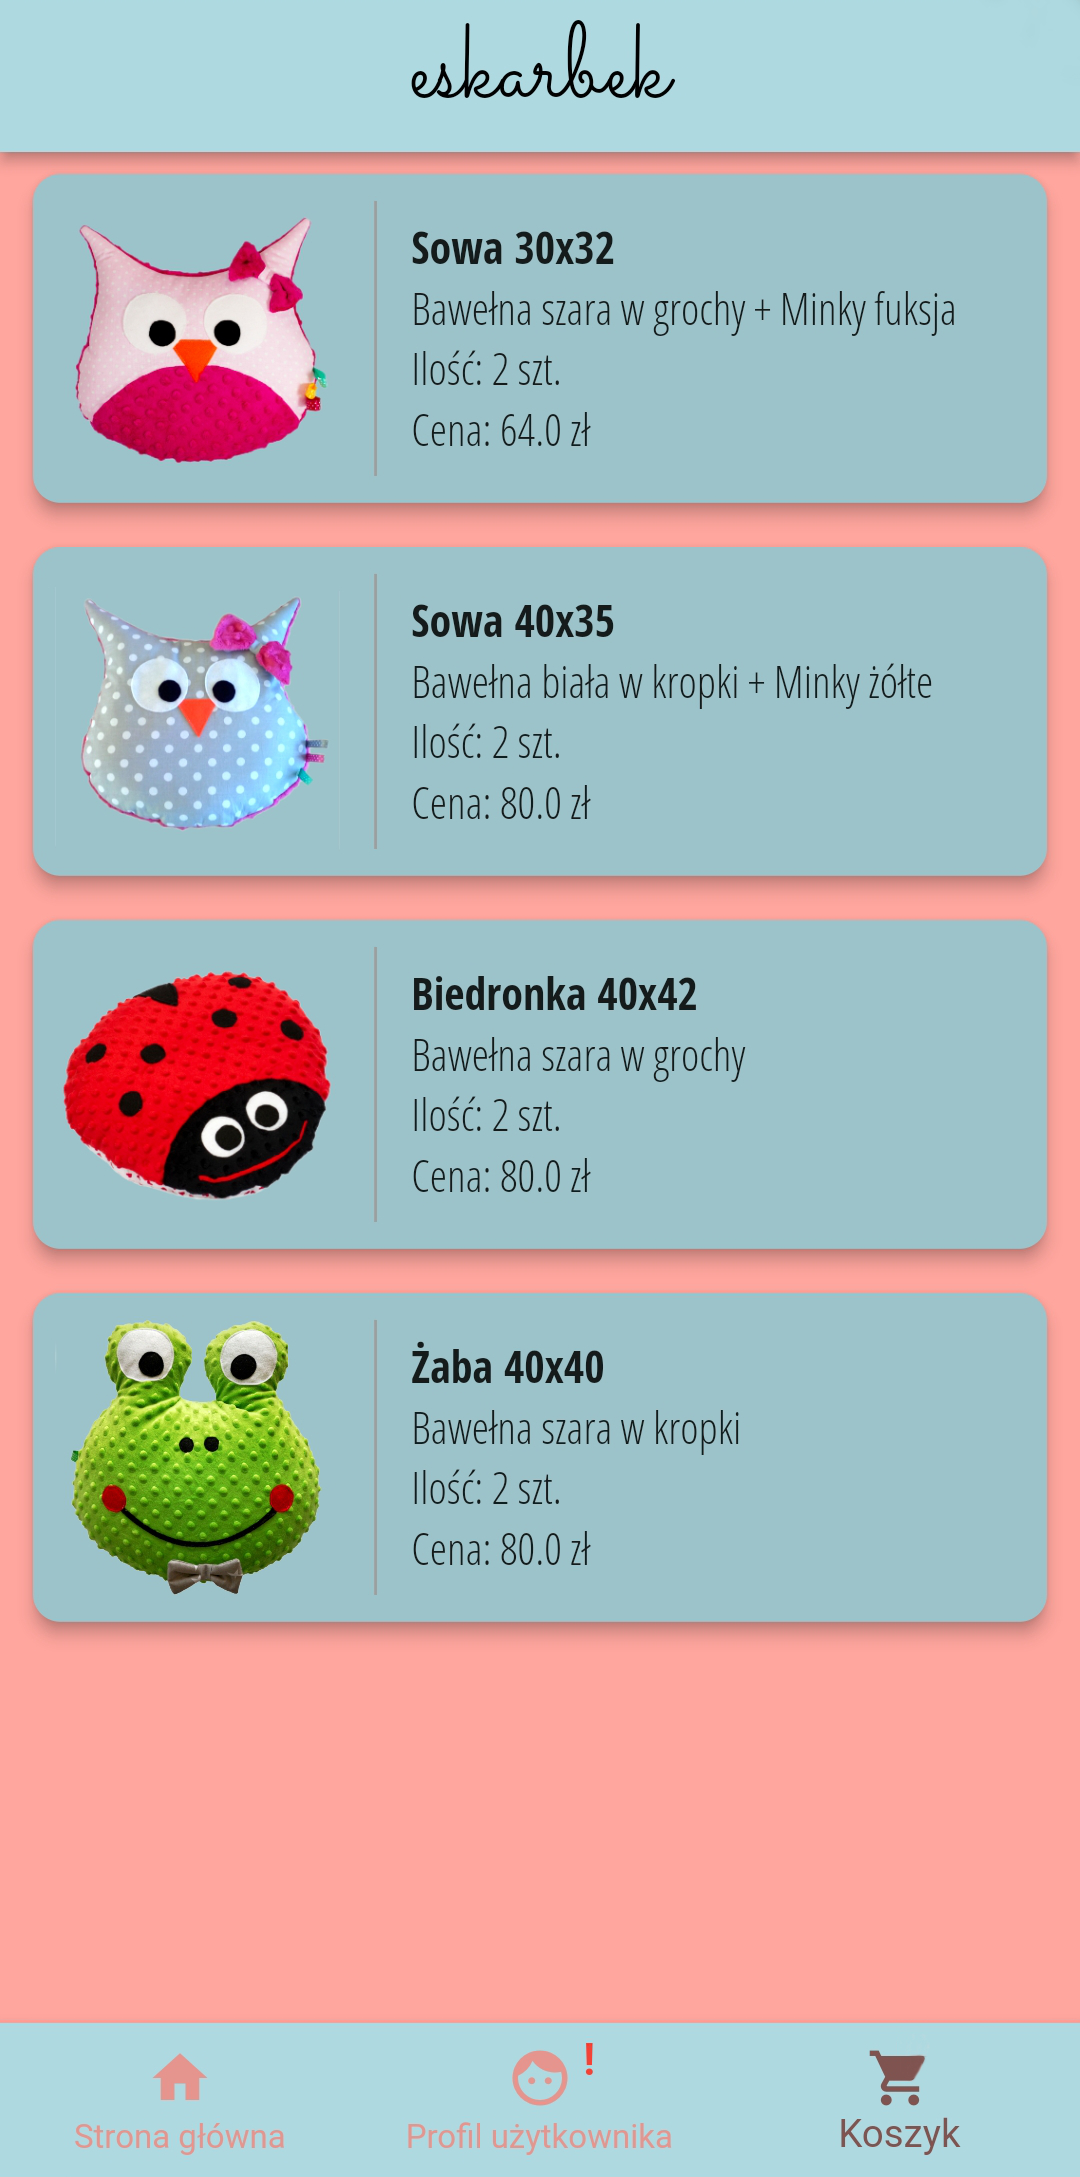 eskarbek
Sowa 30x32
Bawełna szara w grochy + Minky fuksja
Ilość: 2 szt.
Cena: 64.0 zł
Sowa 40x35
Bawełna biała w kropki + Minky żółte
Ilość: 2 szt.
Cena: 80.0 zł
Biedronka 40x42
Bawełna szara w grochy
Ilość: 2 szt.
Cena: 80.0 zł
Żaba 40x40
Bawełna szara w kropki
Ilość: 2 szt.
Cena: 80.0 zł
!
Strona główna
Profil użytkownika
Koszyk